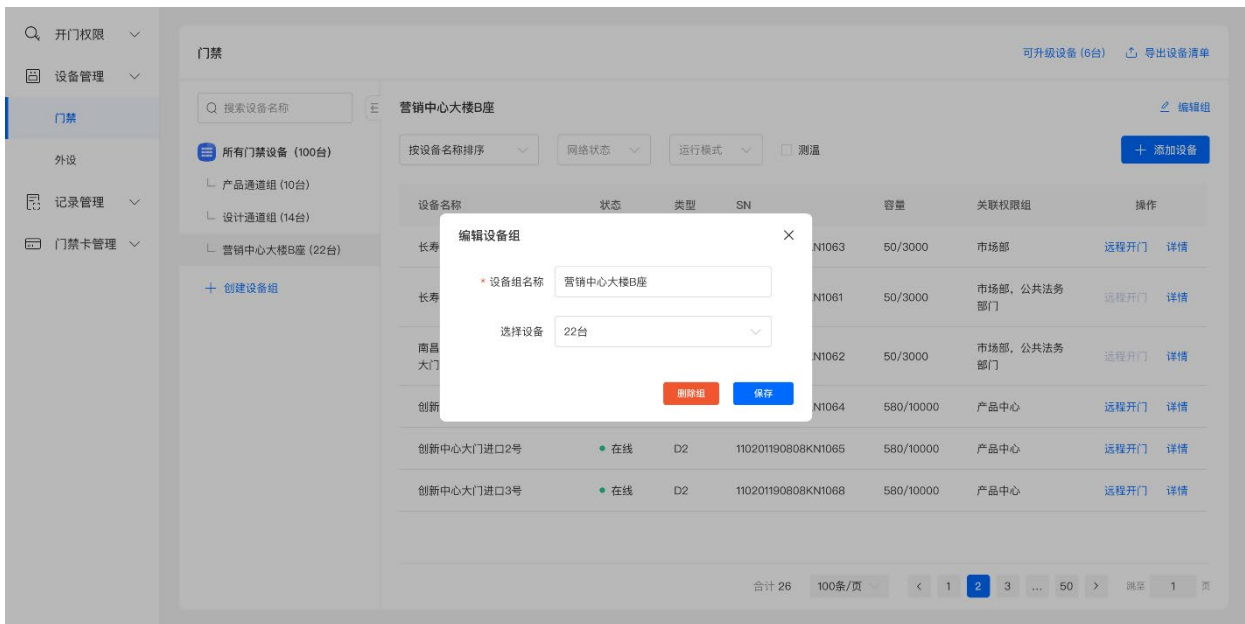 开门权限
设备管理
门禁
外设
记录管理
门禁卡管理
门禁
可升级设备 (6台)
导出设备清单
搜索设备名称
所有门禁设备 (100台)
产品通道组 (10台)
设计通道组 (14台)
营销中心大楼B座 (22台)
创建设备组
营销中心大楼B座
编辑组
按设备名称排序
网络状态
运行模式
测温
添加设备
设备名称 状态 类型 SN 容量 关联权限组 操作
长寿 KN1063 50/3000 市场部 远程开门 详情
长寿 KN1061 50/3000 市场部，公共法务
部门 远程开门 详情
南昌
大门 KN1062 50/3000 市场部，公共法务
部门 远程开门 详情
创新 KN1064 580/10000 产品中心 远程开门 详情
创新中心大门进口2号 在线 D2 110201190808KN1065 580/10000 产品中心 远程开门 详情
创新中心大门进口3号 在线 D2 110201190808KN1068 580/10000 产品中心 远程开门 详情
编辑设备组
* 设备组名称 营销中心大楼B座
选择设备 22台
删除组 保存
合计 26 100条/页 < 1 2 3 ... 50 > 跳至 1 页